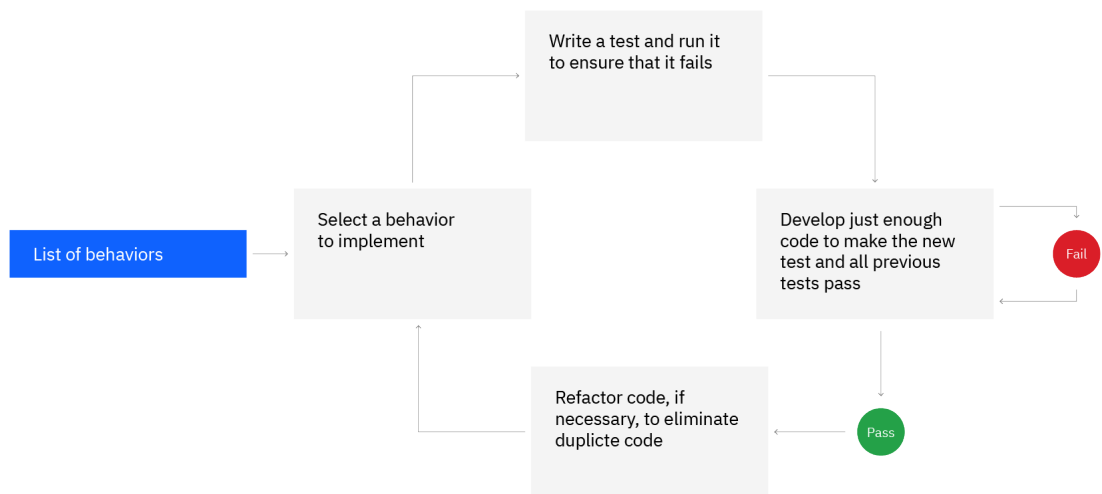 Write a test and run it
to ensure that it fails
Select a behavior
to implement
List of behaviors
Develop just enough
code to make the new
test and all previous
tests pass
Fail
Refactor code, if
necessary, to eliminate
duplicte code
Pass